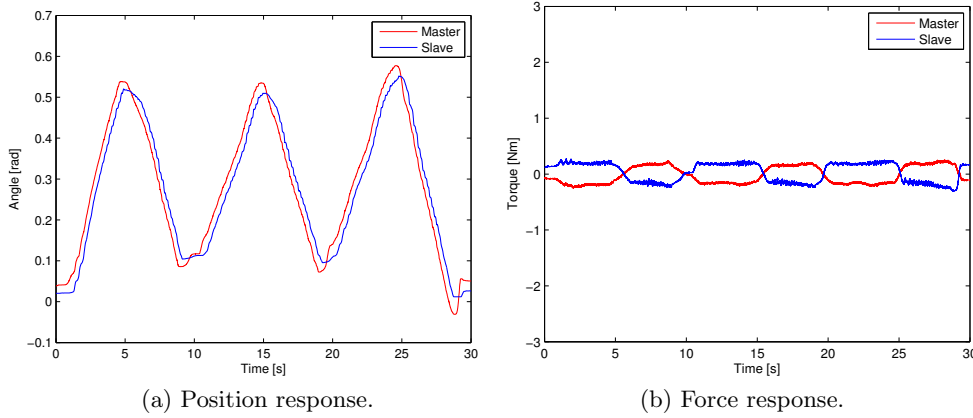 0.7
0.6
0.5
0.4
0.3
0.2
0.1
0
−0.1
Angle [rad]
0 5 10 15 20 25 30
Time [s]
Master
Slave
(a) Position response.
3
2
1
0
−1
−2
−3
Torque [Nm]
0 5 10 15 20 25 30
Time [s]
Master
Slave
(b) Force response.